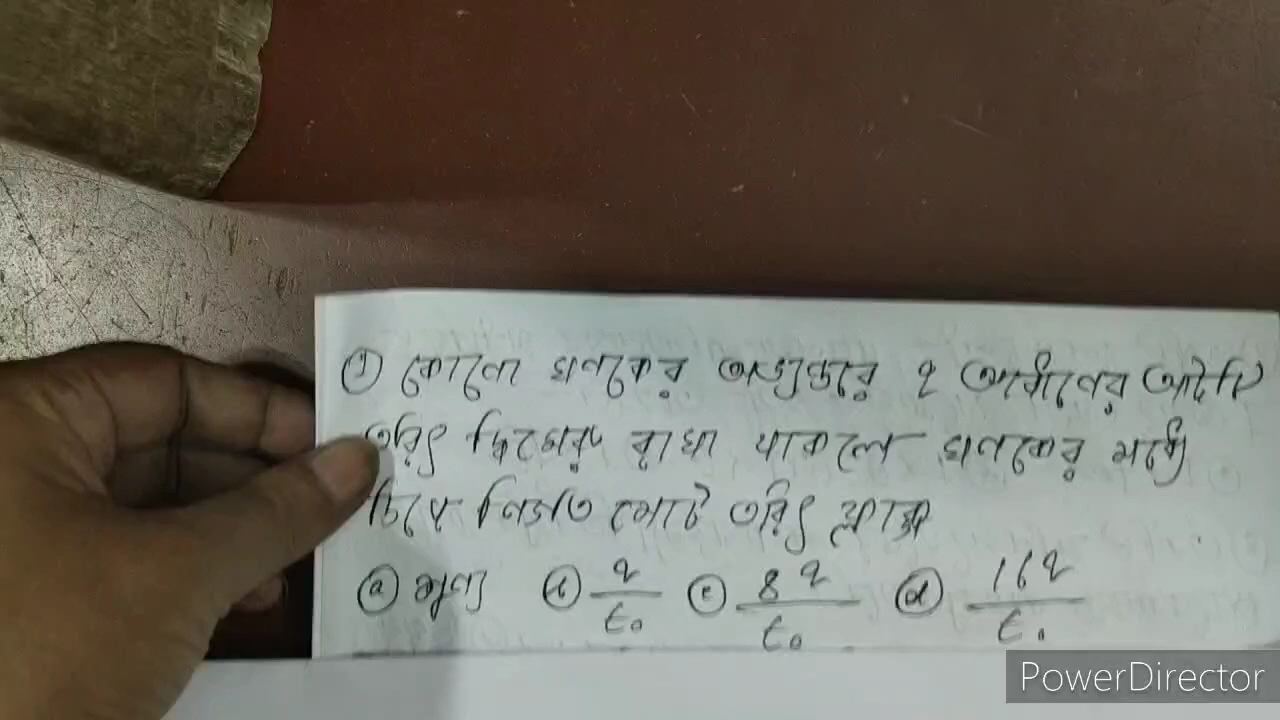 ① কোনো ঘনকের অভ্যন্তরে q আধানের আটটি
তড়িৎ দ্বিমেরু রাখা থাকলে ঘনকের মধ্যে
দিয়ে নির্গত মোট তড়িৎ ফ্লাক্স
ⓐ শূন্য ⓑ q/ε₀ ⓒ 8q/ε₀ ⓓ 16q/ε₀
PowerDirector